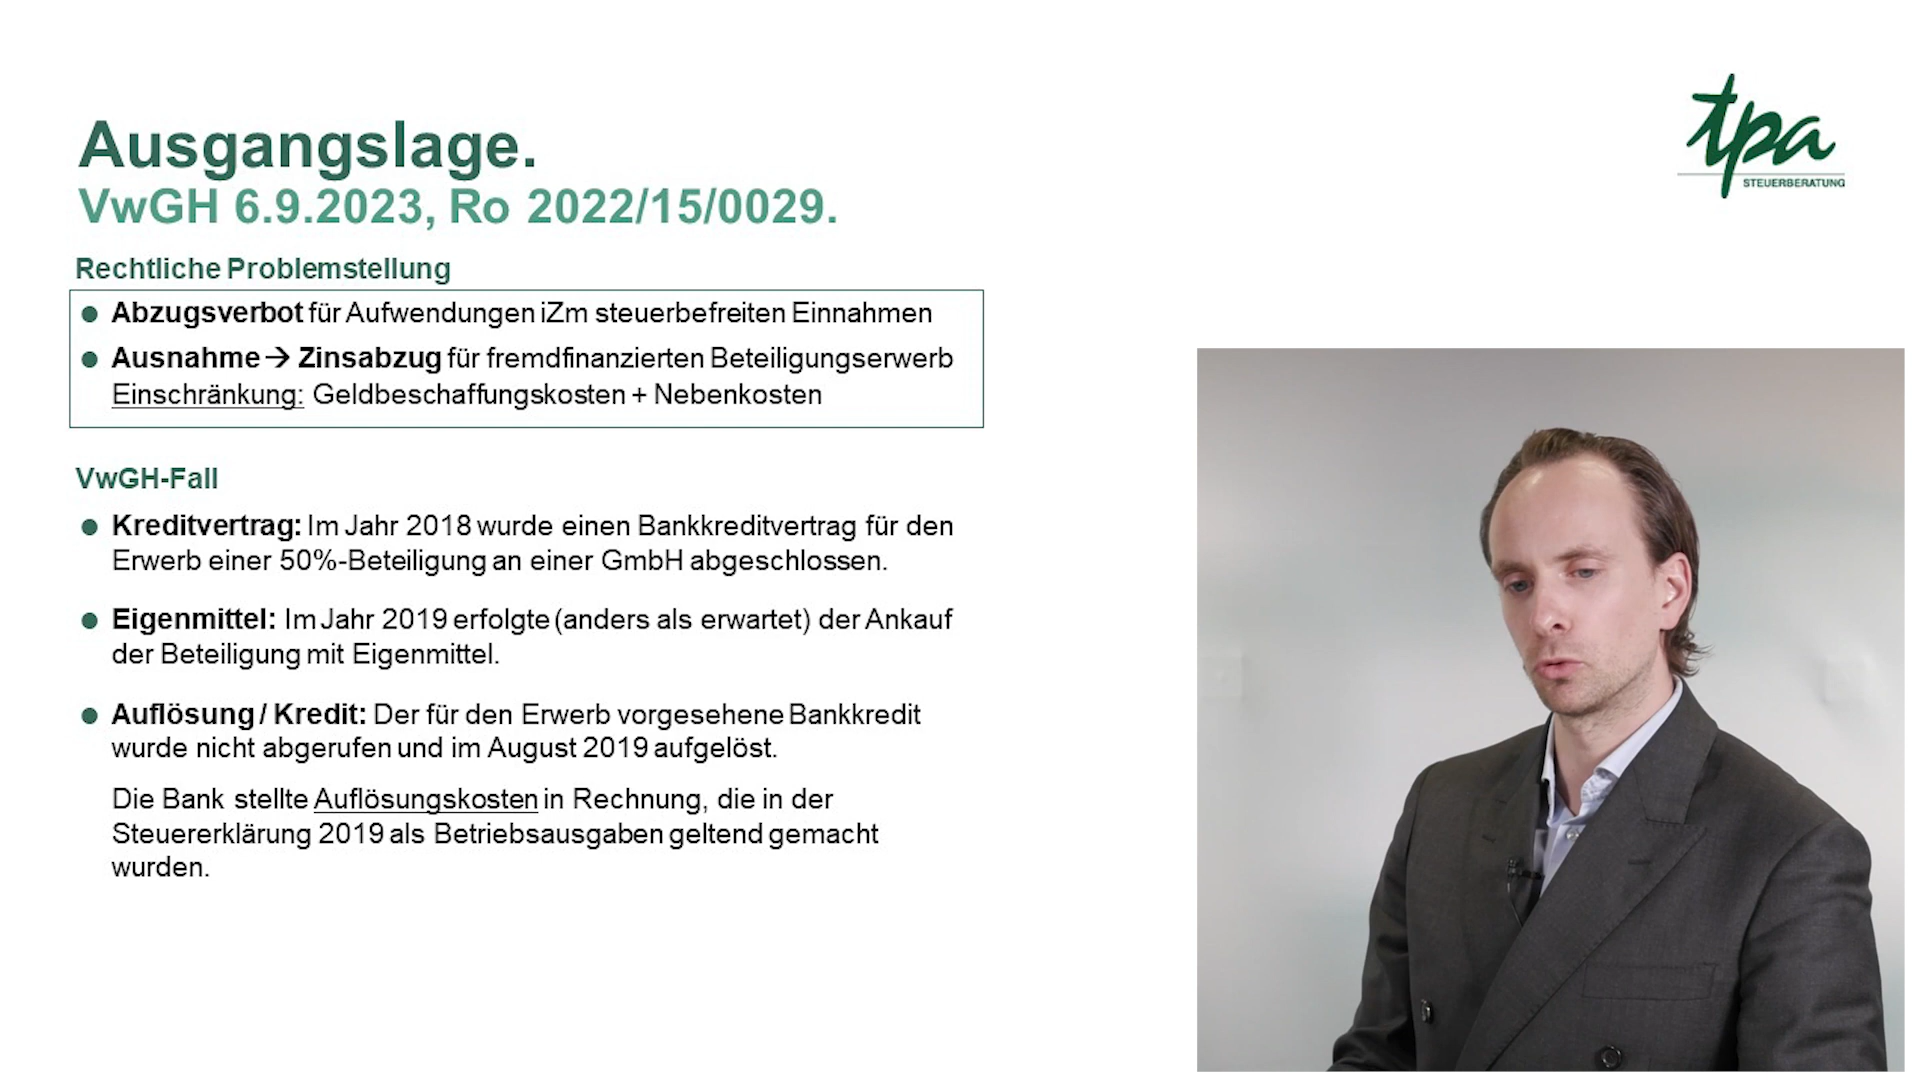 Ausgangslage.
VwGH 6.9.2023, Ro 2022/15/0029.
tpa
STEUERBERATUNG
Rechtliche Problemstellung
● Abzugsverbot für Aufwendungen iZm steuerbefreiten Einnahmen
● Ausnahme → Zinsabzug für fremdfinanzierten Beteiligungserwerb
Einschränkung: Geldbeschaffungskosten + Nebenkosten
VwGH-Fall
● Kreditvertrag: Im Jahr 2018 wurde einen Bankkreditvertrag für den
Erwerb einer 50%-Beteiligung an einer GmbH abgeschlossen.
● Eigenmittel: Im Jahr 2019 erfolgte (anders als erwartet) der Ankauf
der Beteiligung mit Eigenmittel.
● Auflösung / Kredit: Der für den Erwerb vorgesehene Bankkredit
wurde nicht abgerufen und im August 2019 aufgelöst.
Die Bank stellte Auflösungskosten in Rechnung, die in der
Steuererklärung 2019 als Betriebsausgaben geltend gemacht
wurden.